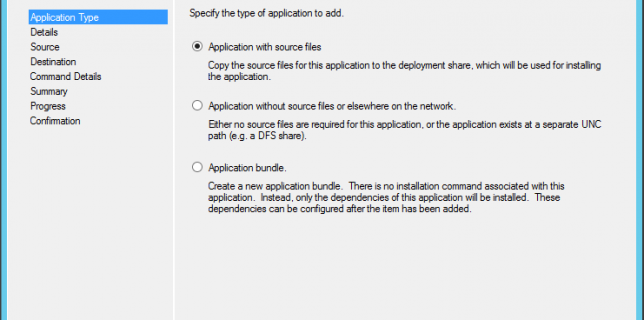 Application Type
Details
Source
Destination
Command Details
Summary
Progress
Confirmation
Specify the type of application to add.
Application with source files
Copy the source files for this application to the deployment share, which will be used for installing
the application.
Application without source files or elsewhere on the network.
Either no source files are required for this application, or the application exists at a separate UNC
path (e.g. a DFS share).
Application bundle.
Create a new application bundle.  There is no installation command associated with this
application.  Instead, only the dependencies of this application will be installed.  These
dependencies can be configured after the item has been added.